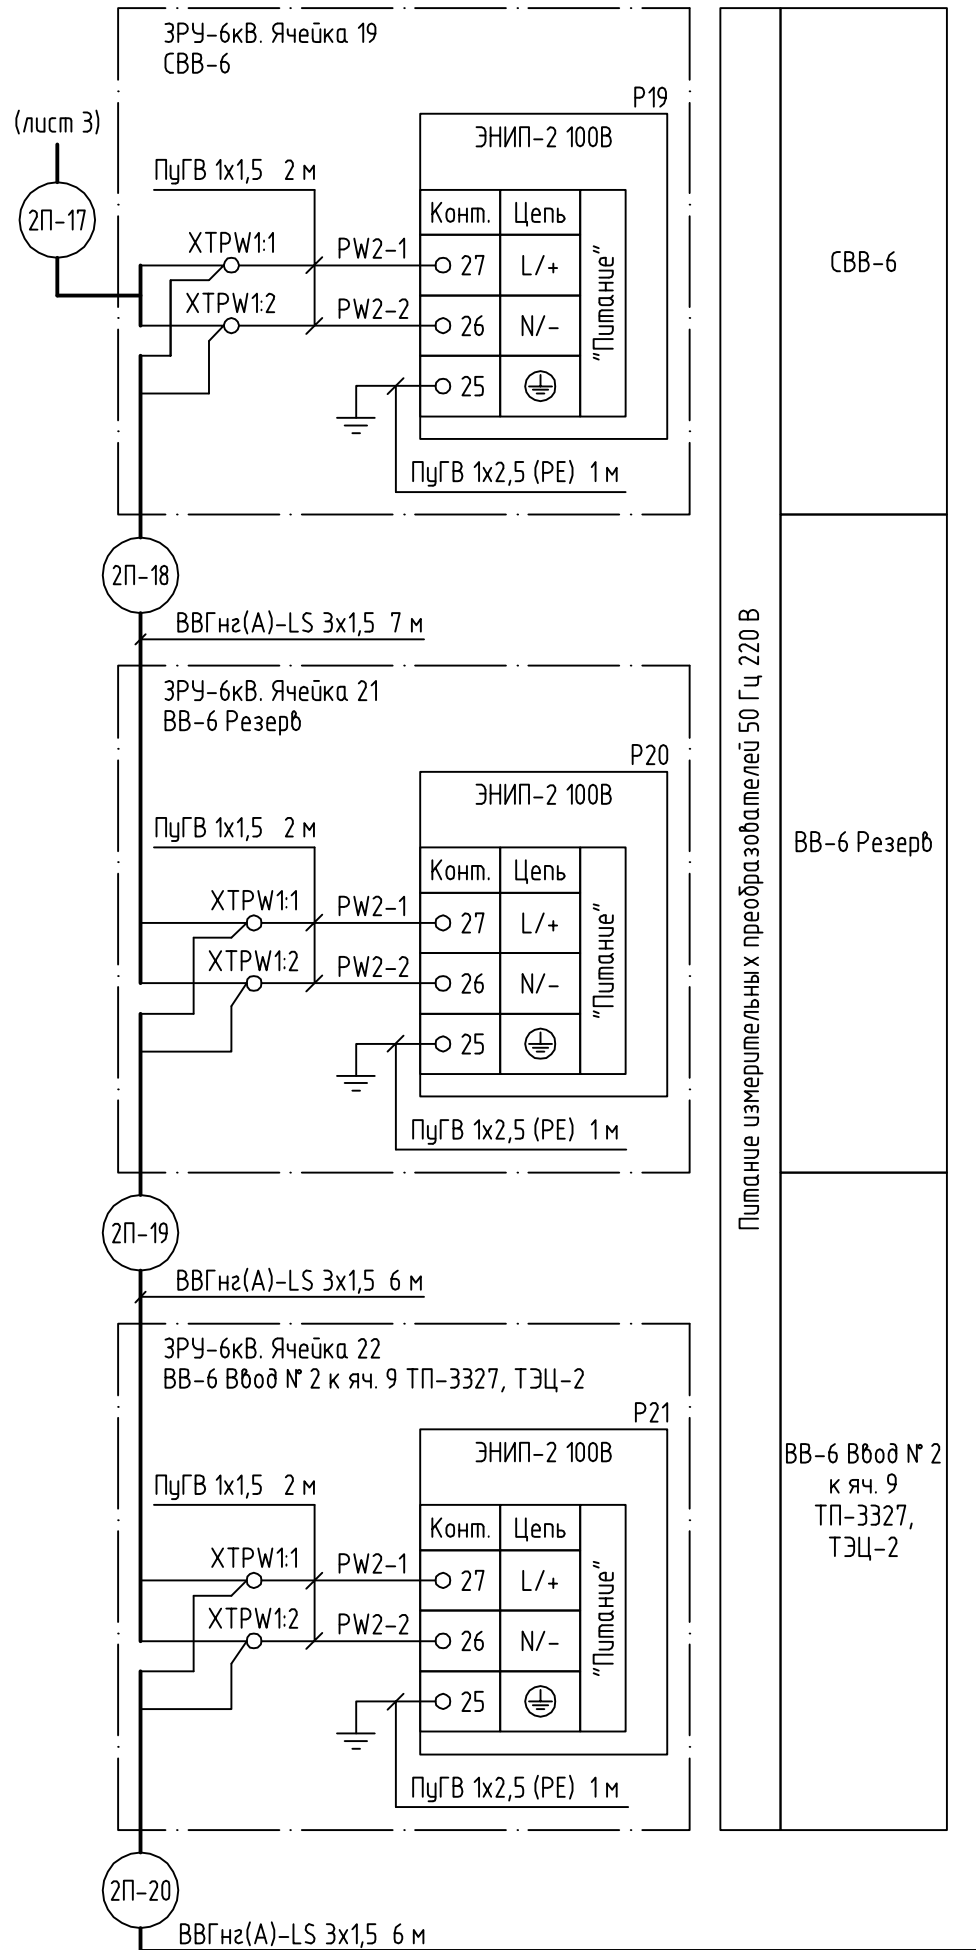 ЗРУ-6кВ. Ячейка 19
СВВ-6
(лист 3)
2П-17
P19
ЭНИП-2 100В
ПуГВ 1х1,5 2 м
XTPW1:1
XTPW1:2
PW2-1
PW2-2
Конт. Цепь
27 L/+
26 N/-
25
"Питание"
ПуГВ 1х2,5 (PE) 1 м
2П-18
ВВГнг(А)-LS 3х1,5 7 м
ЗРУ-6кВ. Ячейка 21
ВВ-6 Резерв
P20
ЭНИП-2 100В
ПуГВ 1х1,5 2 м
XTPW1:1
XTPW1:2
PW2-1
PW2-2
Конт. Цепь
27 L/+
26 N/-
25
"Питание"
ПуГВ 1х2,5 (PE) 1 м
2П-19
ВВГнг(А)-LS 3х1,5 6 м
ЗРУ-6кВ. Ячейка 22
ВВ-6 Ввод № 2 к яч. 9 ТП-3327, ТЭЦ-2
P21
ЭНИП-2 100В
ПуГВ 1х1,5 2 м
XTPW1:1
XTPW1:2
PW2-1
PW2-2
Конт. Цепь
27 L/+
26 N/-
25
"Питание"
ПуГВ 1х2,5 (PE) 1 м
2П-20
ВВГнг(А)-LS 3х1,5 6 м
Питание измерительных преобразователей 50 Гц 220 В
СВВ-6
ВВ-6 Резерв
ВВ-6 Ввод № 2
к яч. 9
ТП-3327,
ТЭЦ-2